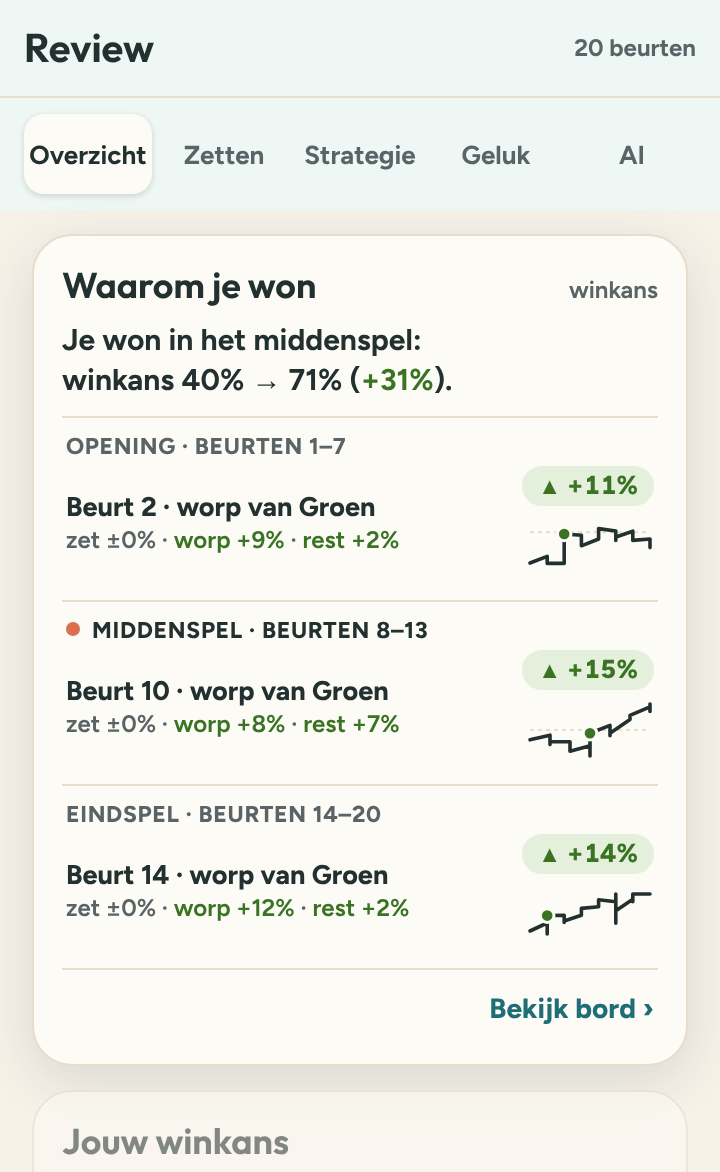 Review
20 beurten
Overzicht Zetten Strategie Geluk AI
Waarom je won
winkans
Je won in het middenspel:
winkans 40% → 71% (+31%).
OPENING · BEURTEN 1–7
▲ +11%
Beurt 2 · worp van Groen
zet ±0% · worp +9% · rest +2%
MIDDENSPEL · BEURTEN 8–13
▲ +15%
Beurt 10 · worp van Groen
zet ±0% · worp +8% · rest +7%
EINDSPEL · BEURTEN 14–20
▲ +14%
Beurt 14 · worp van Groen
zet ±0% · worp +12% · rest +2%
Bekijk bord ›
Jouw winkans